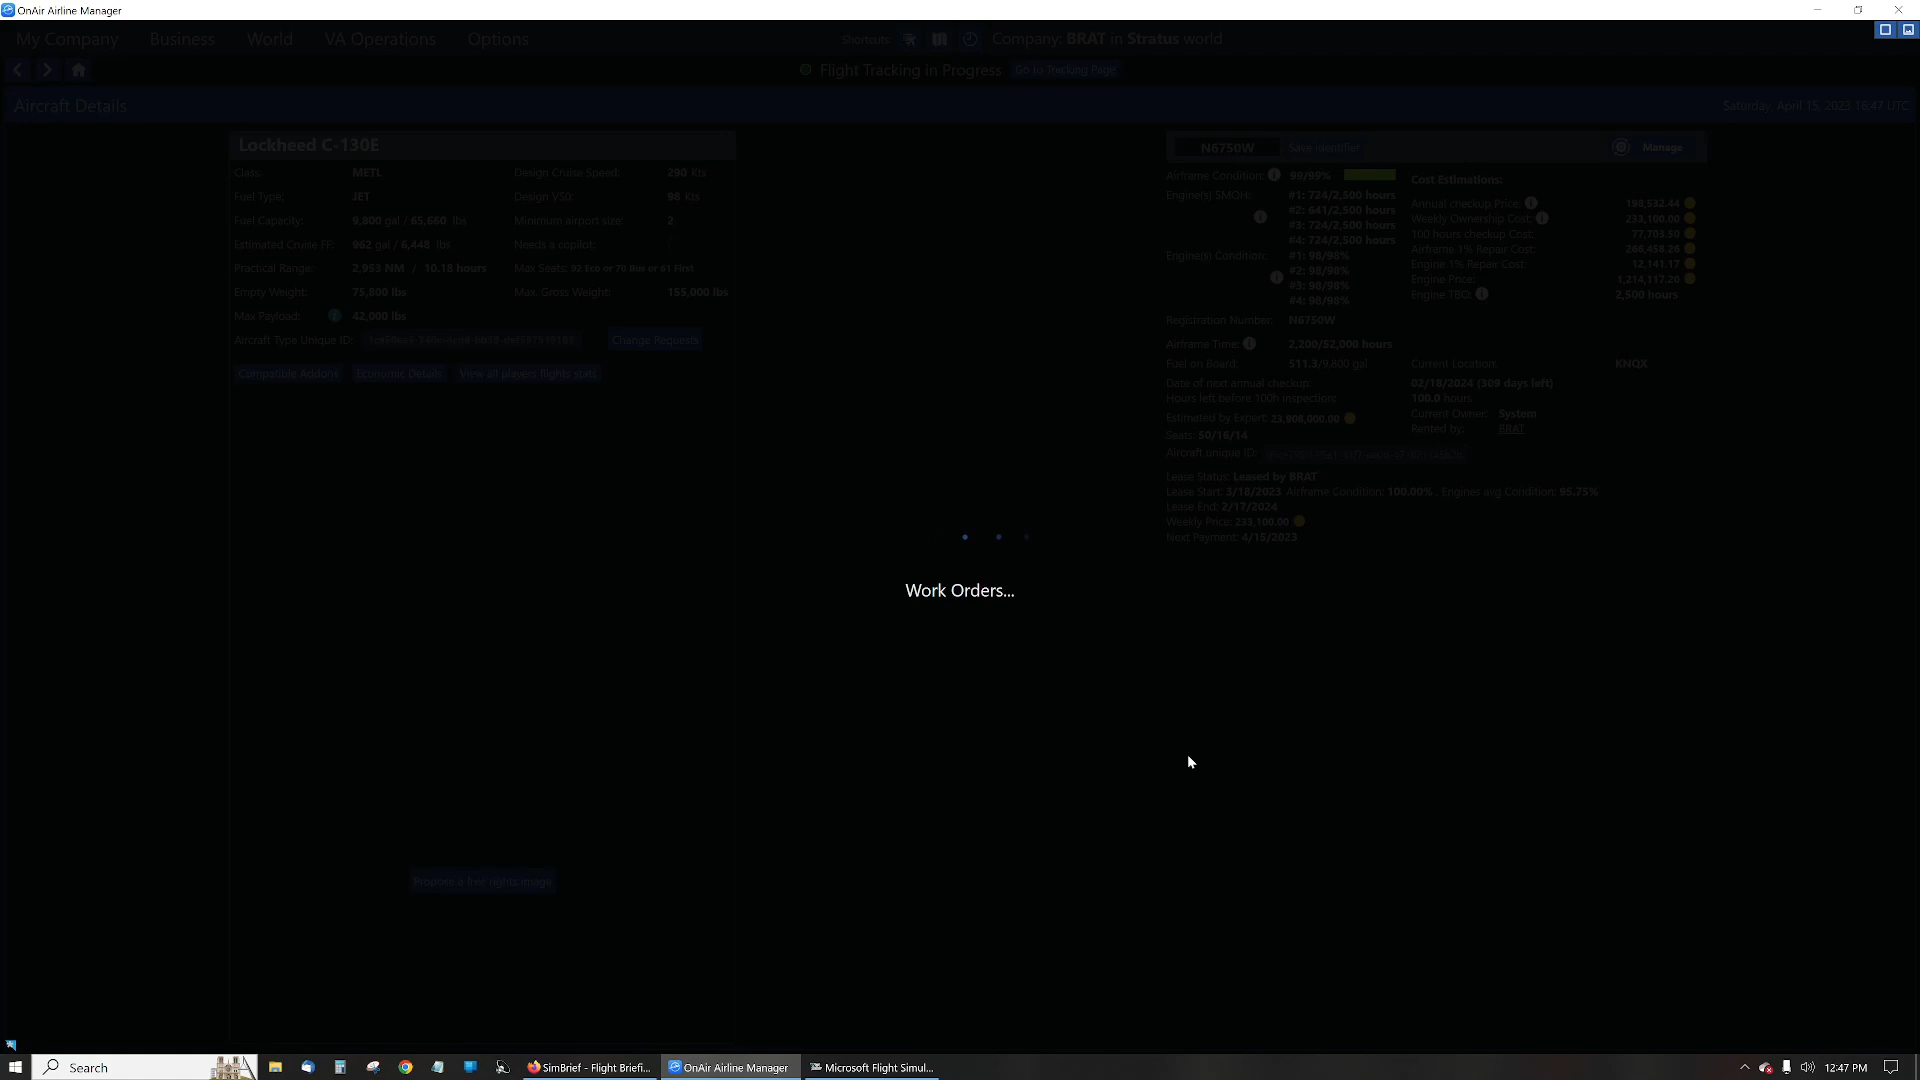 OnAir Airline Manager
My Company Business World VA Operations Options Shortcuts: Company: BRAT in Stratus world
Flight Tracking in Progress Go to Tracking Page
Aircraft Details Saturday, April 15, 2023 16:47 UTC
Lockheed C-130E
Class: METL Design Cruise Speed: 290 Kts
Fuel Type: JET Design VS0: 98 Kts
Fuel Capacity: 9,800 gal / 65,660 lbs Minimum airport size: 2
Estimated Cruise FF: 962 gal / 6,448 lbs Needs a copilot:
Practical Range: 2,953 NM / 10.18 hours Max Seats: 92 Eco or 70 Bus or 61 First
Empty Weight: 75,800 lbs Max. Gross Weight: 155,000 lbs
Max Payload: 42,000 lbs
Aircraft Type Unique ID: Change Requests
Compatible Addons Economic Details View all players flights stats
Propose a free rights image
N6750W Save Identifier Manage
Airframe Condition: 99/99%
Engine(s) SMOH: #1: 724/2,500 hours
#2: 641/2,500 hours
#3: 724/2,500 hours
#4: 724/2,500 hours
Engine(s) Condition: #1: 98/98%
#2: 98/98%
#3: 98/98%
#4: 98/98%
Cost Estimations:
Annual checkup Price: 198,532.44
Weekly Ownership Cost: 233,100.00
100 hours checkup Cost: 77,703.50
Airframe 1% Repair Cost: 266,458.26
Engine 1% Repair Cost: 12,141.17
Engine Price: 1,214,117.20
Engine TBO: 2,500 hours
Registration Number: N6750W
Airframe Time: 2,200/52,000 hours
Fuel on Board: 511.3/9,800 gal Current Location: KNQX
Date of next annual checkup: 02/18/2024 (309 days left)
Hours left before 100h inspection: 100.0 hours
Estimated by Expert: 23,908,000.00 Current Owner: System
Seats: 50/16/14 Rented by: BRAT
Aircraft unique ID:
Lease Status: Leased by BRAT
Lease Start: 3/18/2023 Airframe Condition: 100.00% , Engines avg Condition: 95.75%
Lease End: 2/17/2024
Weekly Price: 233,100.00
Next Payment: 4/15/2023
Work Orders...
Search SimBrief - Flight Briefi... OnAir Airline Manager Microsoft Flight Simul... 12:47 PM